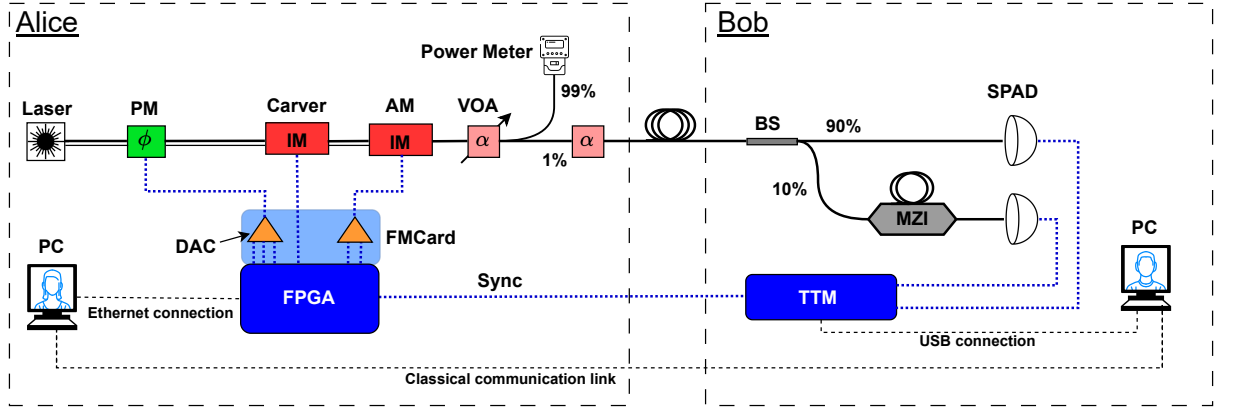 Alice
Bob
Power Meter
Laser
PM
Carver
AM
VOA
99%
SPAD
ϕ
IM
IM
α
1%
α
BS
90%
10%
MZI
DAC
FMCard
PC
PC
FPGA
Sync
TTM
Ethernet connection
USB connection
Classical communication link